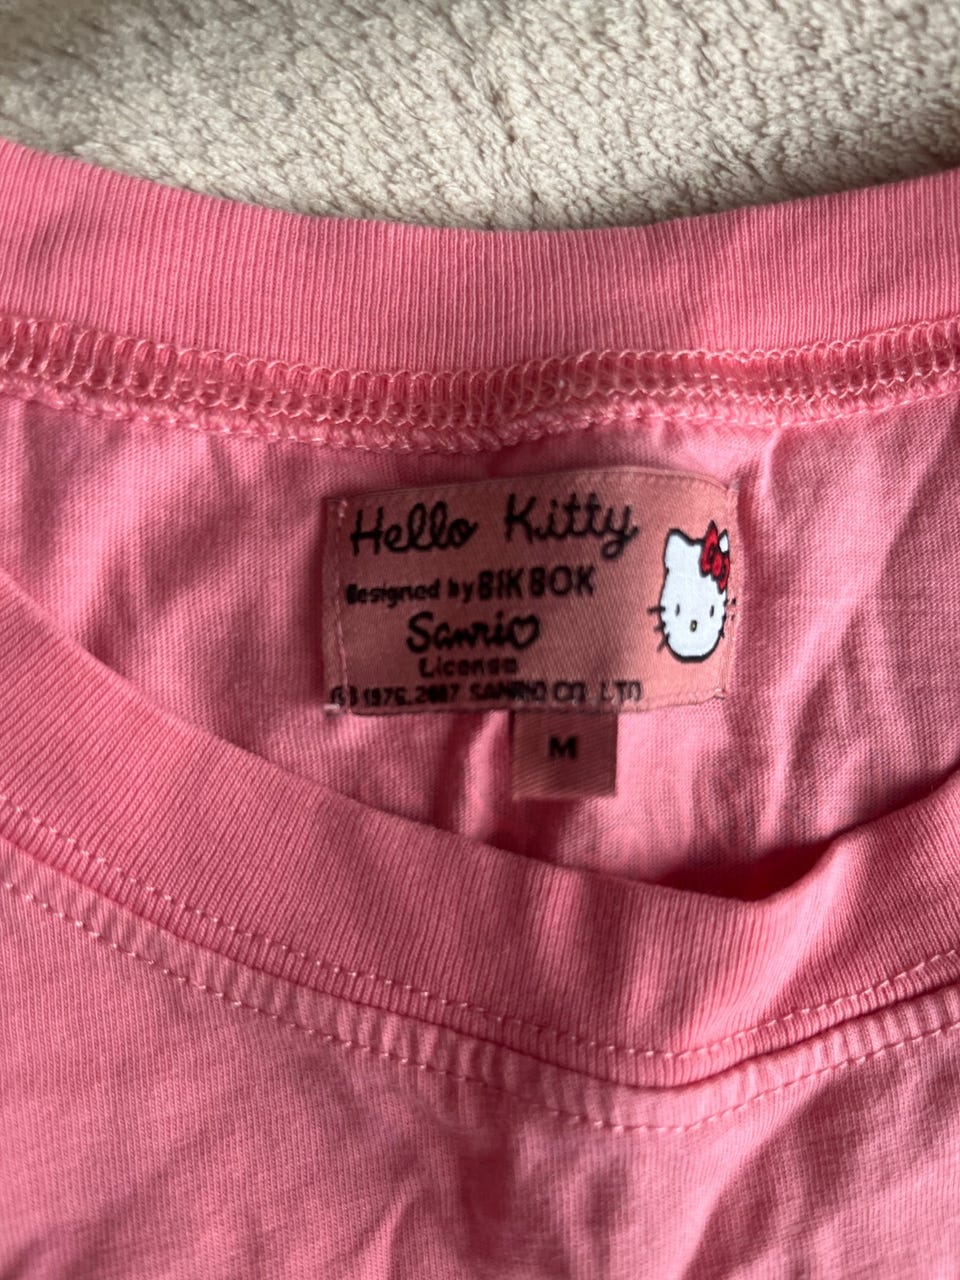 Hello Kitty
Designed by BIK BOK
Sanrio
License
© 1976, 2007 SANRIO CO LTD
M